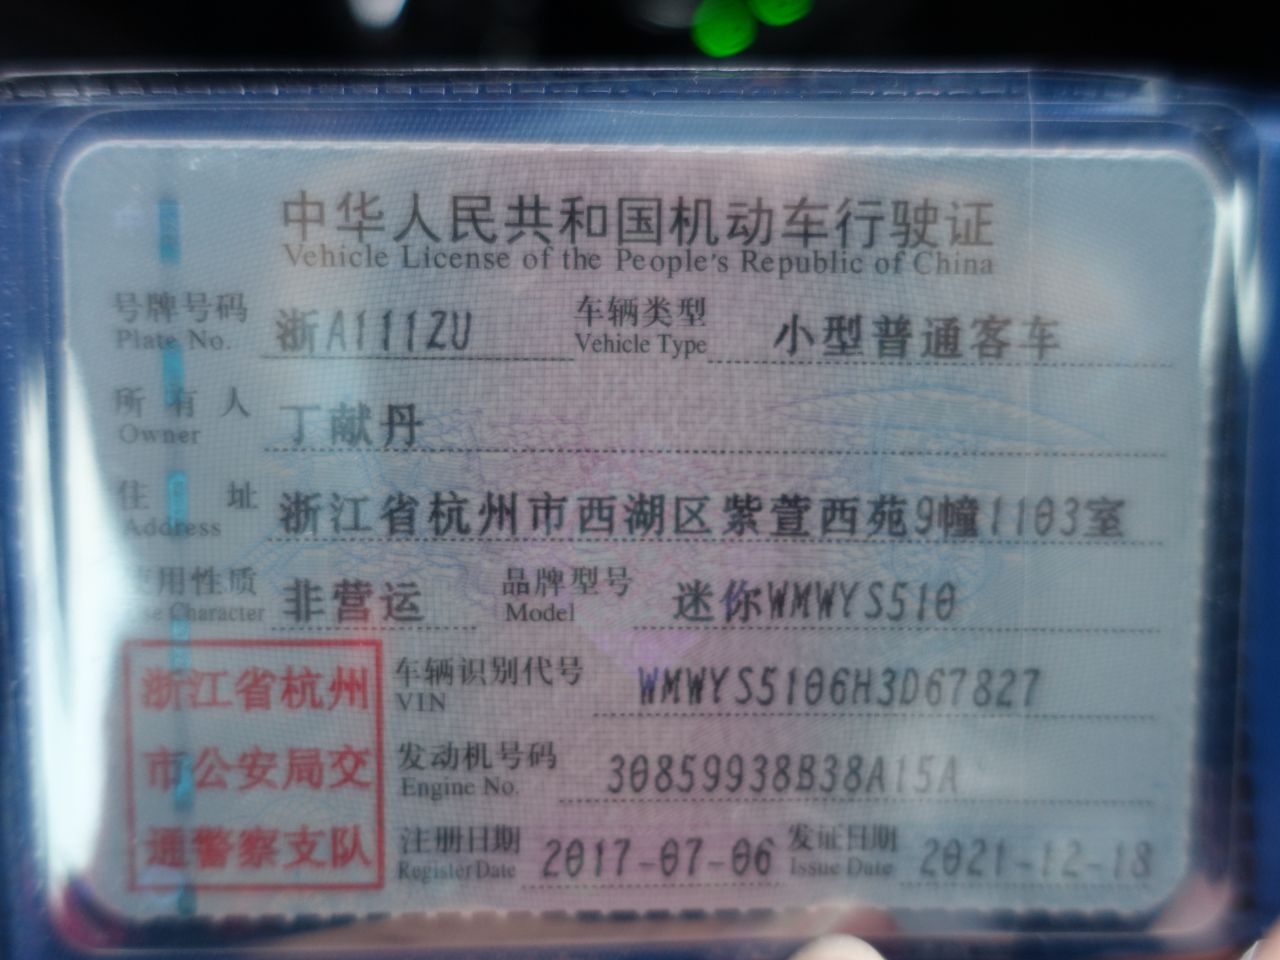 中华人民共和国机动车行驶证
Vehicle License of the People's Republic of China
号牌号码 浙A111ZU 车辆类型 小型普通客车
Plate No. Vehicle Type
所有人 丁献丹
Owner
住址 浙江省杭州市西湖区紫萱西苑9幢1103室
Address
使用性质 非营运 品牌型号 迷你WMWYS510
Use Character Model
车辆识别代号 WMWYS5106H3D67827
VIN
发动机号码 30859938B38A15A
Engine No.
注册日期 2017-07-06 发证日期 2021-12-18
Register Date Issue Date
浙江省杭州
市公安局交
通警察支队